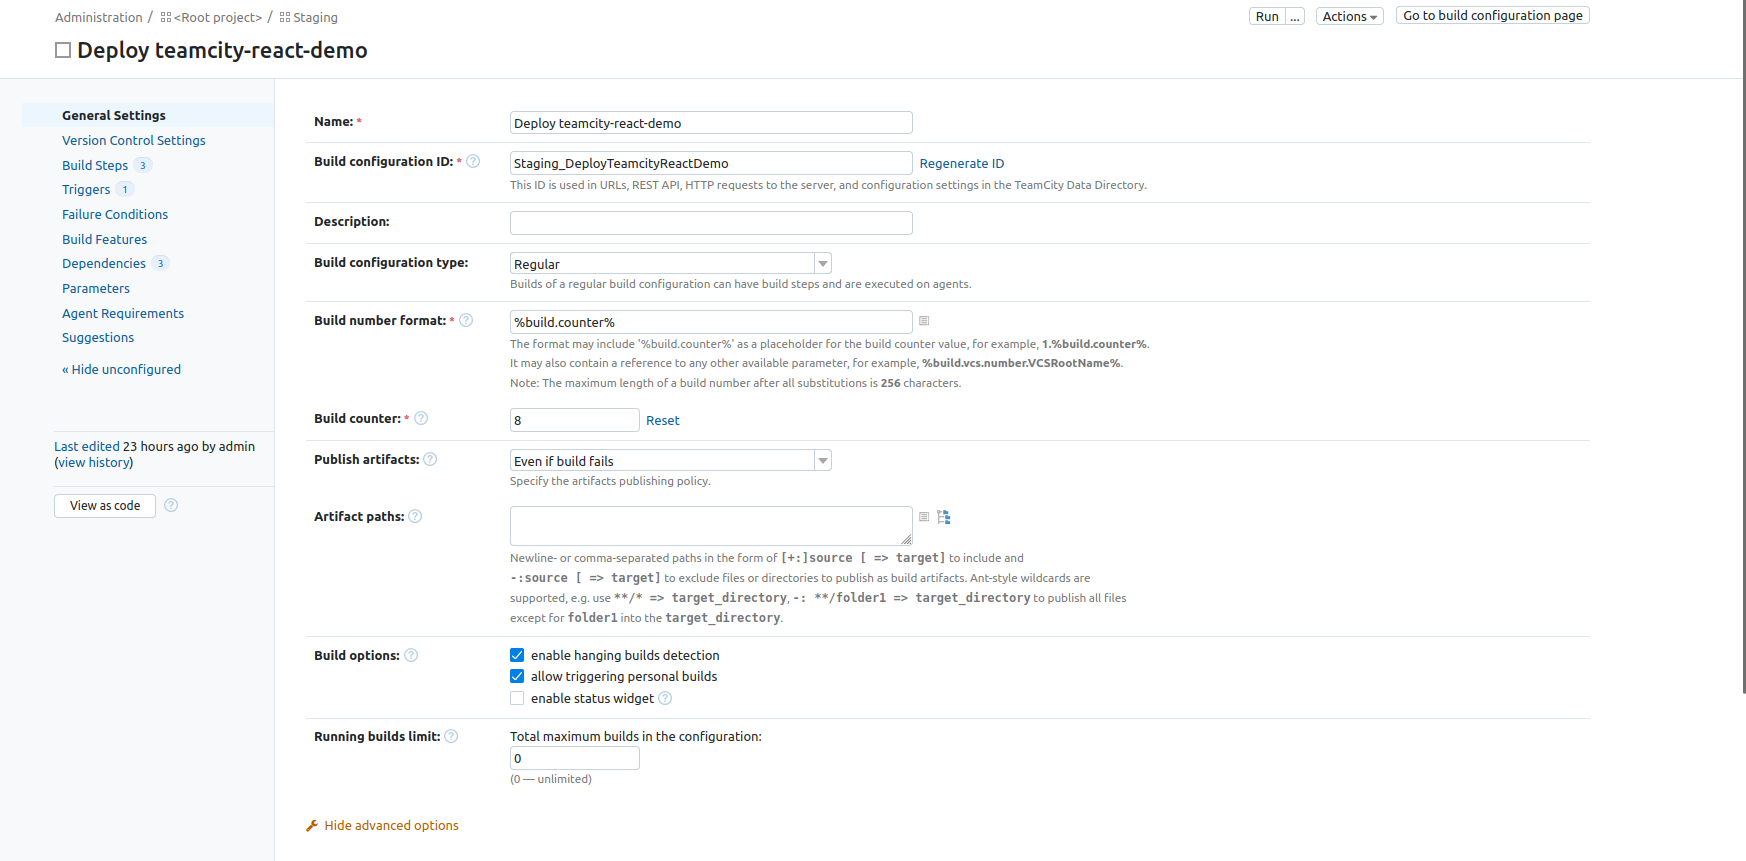 Administration / <Root project> / Staging
Run ... Actions Go to build configuration page
Deploy teamcity-react-demo
General Settings
Version Control Settings
Build Steps 3
Triggers 1
Failure Conditions
Build Features
Dependencies 3
Parameters
Agent Requirements
Suggestions
« Hide unconfigured
Last edited 23 hours ago by admin
(view history)
View as code ?
Name: * Deploy teamcity-react-demo
Build configuration ID: * ? Staging_DeployTeamcityReactDemo Regenerate ID
This ID is used in URLs, REST API, HTTP requests to the server, and configuration settings in the TeamCity Data Directory.
Description:
Build configuration type: Regular
Builds of a regular build configuration can have build steps and are executed on agents.
Build number format: * ? %build.counter%
The format may include '%build.counter%' as a placeholder for the build counter value, for example, 1.%build.counter%.
It may also contain a reference to any other available parameter, for example, %build.vcs.number.VCSRootName%.
Note: The maximum length of a build number after all substitutions is 256 characters.
Build counter: * ? 8 Reset
Publish artifacts: ? Even if build fails
Specify the artifacts publishing policy.
Artifact paths: ?
Newline- or comma-separated paths in the form of [+:]source [ => target] to include and
-:source [ => target] to exclude files or directories to publish as build artifacts. Ant-style wildcards are
supported, e.g. use **/* => target_directory, -: **/folder1 => target_directory to publish all files
except for folder1 into the target_directory.
Build options: ? enable hanging builds detection
allow triggering personal builds
enable status widget ?
Running builds limit: ? Total maximum builds in the configuration:
0
(0 — unlimited)
Hide advanced options